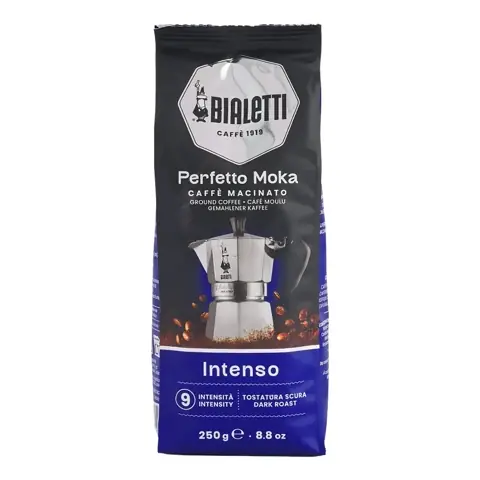 BIALETTI
CAFFÈ 1919
Perfetto Moka
CAFFÈ MACINATO
GROUND COFFEE • CAFÉ MOULU
GEMAHLENER KAFFEE
Intenso
9 INTENSITÀ INTENSITY
TOSTATURA SCURA DARK ROAST
250 g ℮ · 8.8 oz